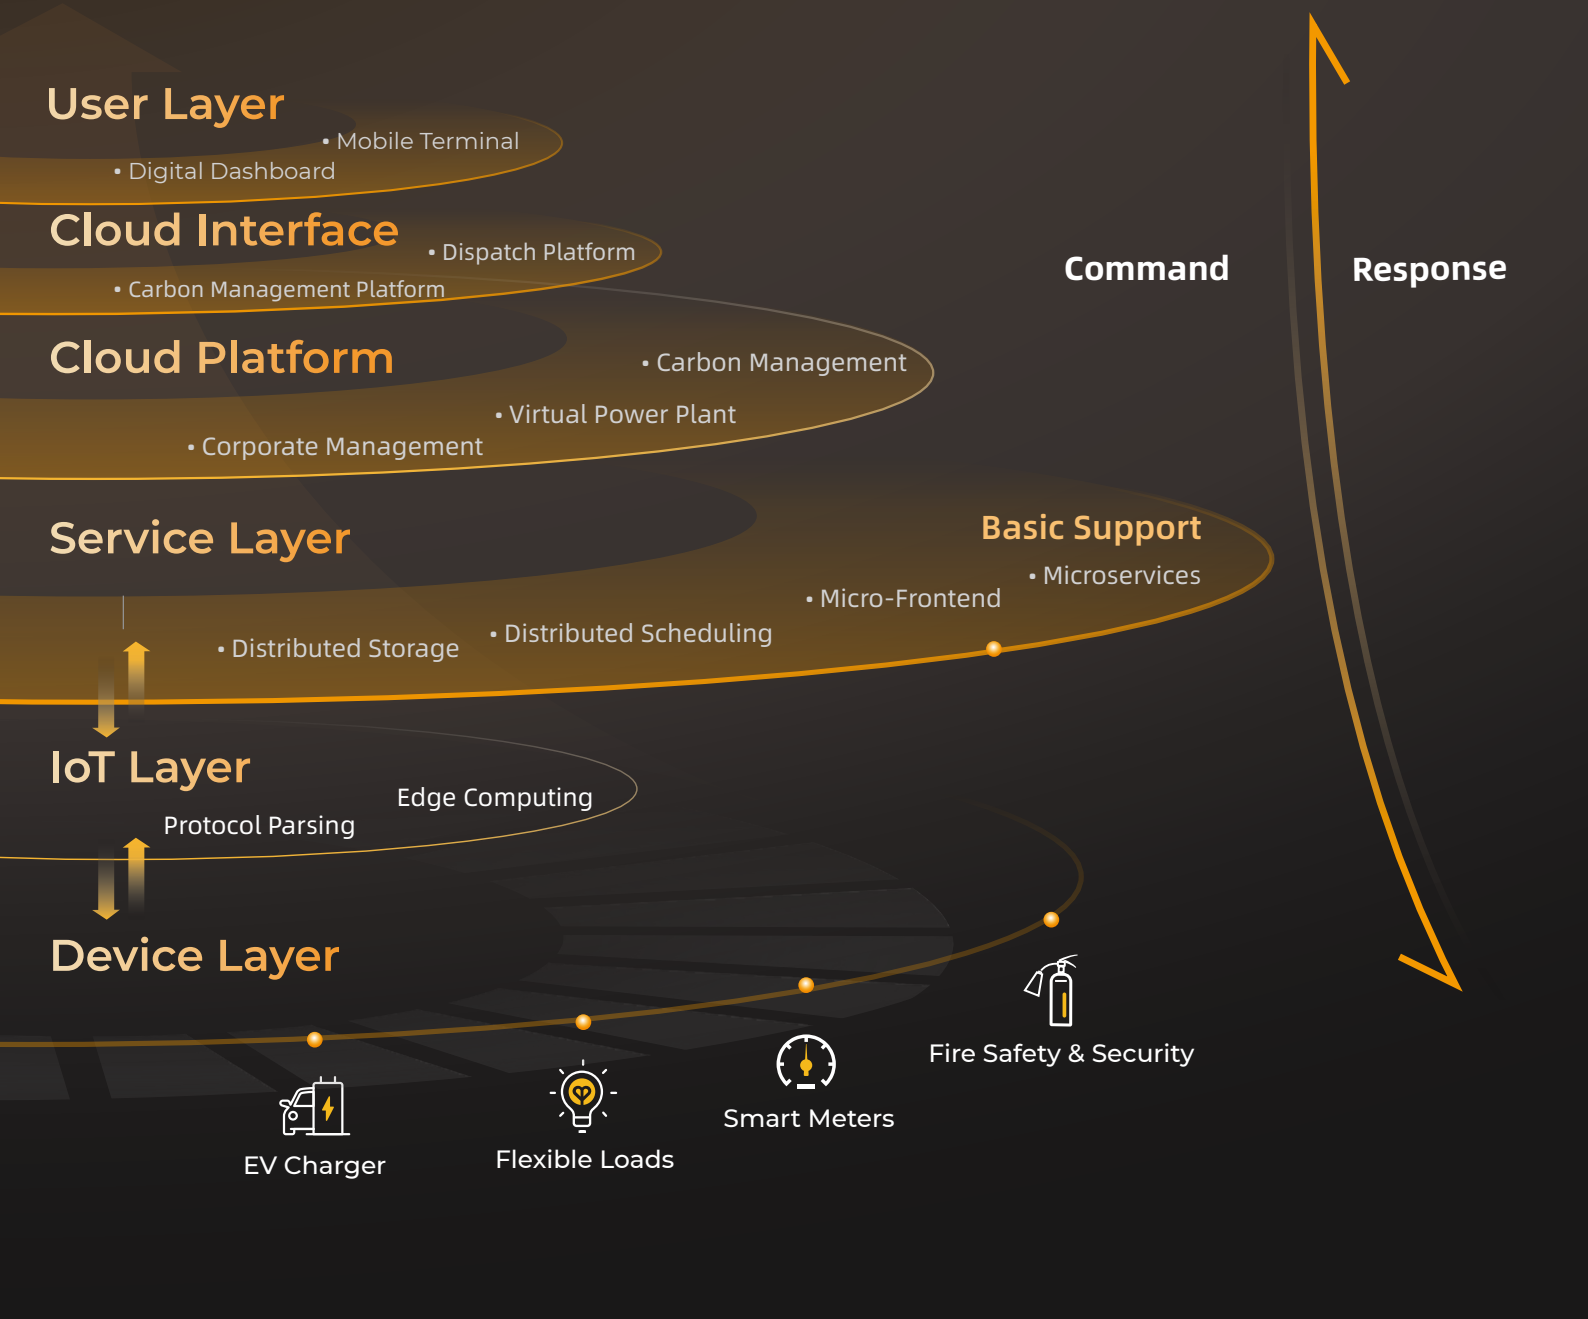 User Layer
• Mobile Terminal
• Digital Dashboard
Cloud Interface
• Dispatch Platform
• Carbon Management Platform
Command
Response
Cloud Platform
• Carbon Management
• Virtual Power Plant
• Corporate Management
Service Layer
Basic Support
• Microservices
• Micro-Frontend
• Distributed Scheduling
• Distributed Storage
IoT Layer
Edge Computing
Protocol Parsing
Device Layer
Fire Safety & Security
Smart Meters
Flexible Loads
EV Charger